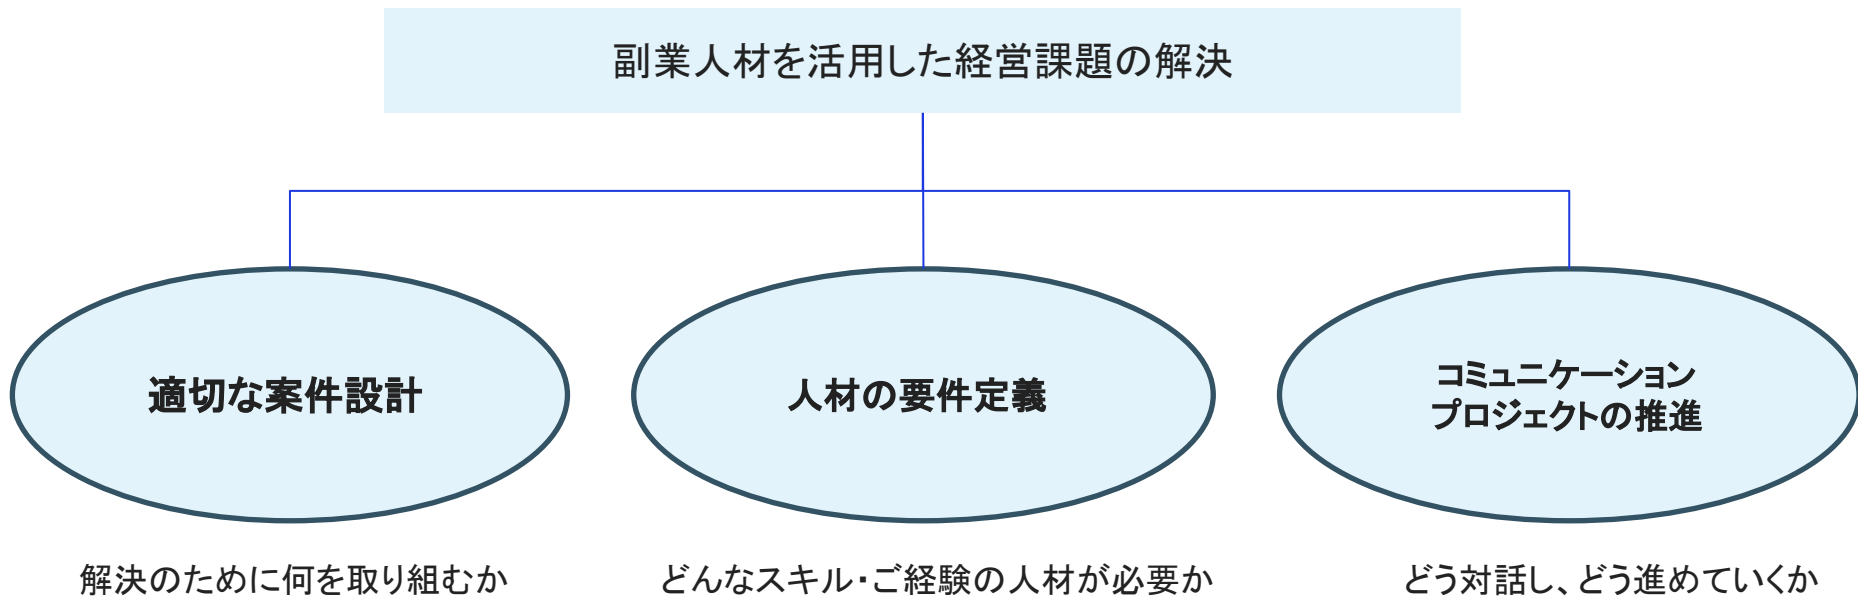 副業人材を活用した経営課題の解決
適切な案件設計
人材の要件定義
コミュニケーション
プロジェクトの推進
解決のために何を取り組むか
どんなスキル・ご経験の人材が必要か
どう対話し、どう進めていくか